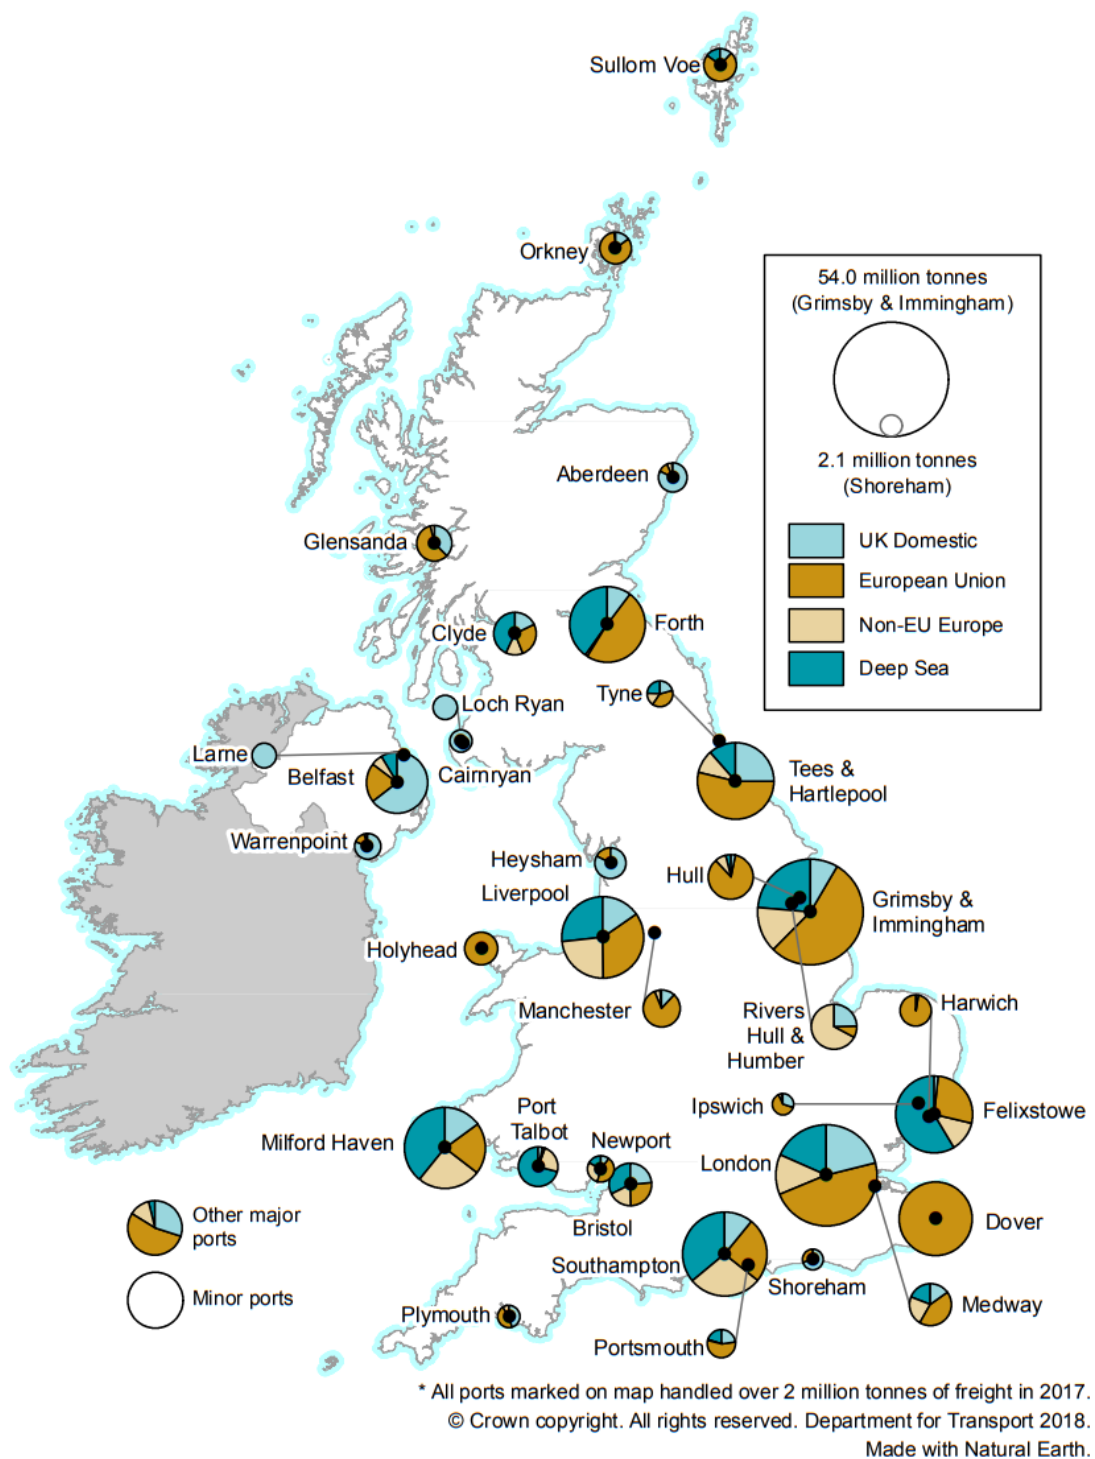 Sullom Voe
Orkney
54.0 million tonnes
(Grimsby & Immingham)
2.1 million tonnes
(Shoreham)
UK Domestic
European Union
Non-EU Europe
Deep Sea
Aberdeen
Glensanda
Clyde
Forth
Tyne
Loch Ryan
Larne
Belfast
Cairnryan
Tees &
Hartlepool
Warrenpoint
Heysham
Liverpool
Hull
Grimsby &
Immingham
Holyhead
Manchester
Rivers
Hull &
Humber
Harwich
Ipswich
Felixstowe
Port
Talbot
Milford Haven
Newport
London
Bristol
Dover
Other major
ports
Southampton
Shoreham
Minor ports
Medway
Plymouth
Portsmouth
* All ports marked on map handled over 2 million tonnes of freight in 2017.
© Crown copyright. All rights reserved. Department for Transport 2018.
Made with Natural Earth.